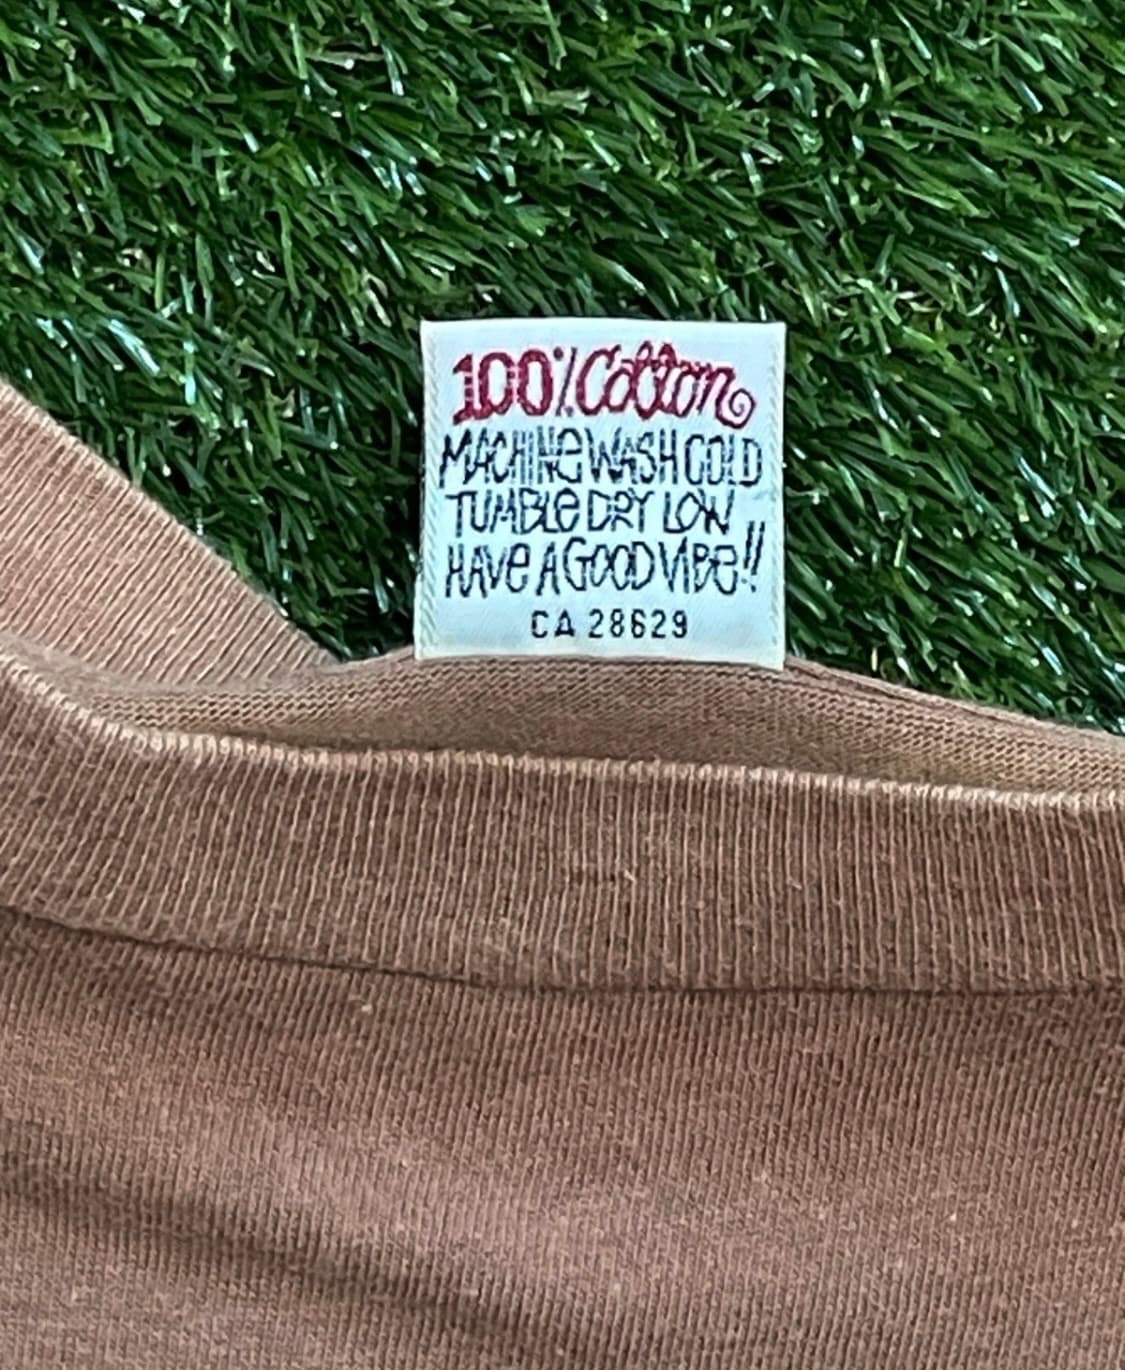 100% Cotton
MACHINE WASH COLD
TUMBLE DRY LOW
HAVE A GOOD VIBE!!
CA 28629